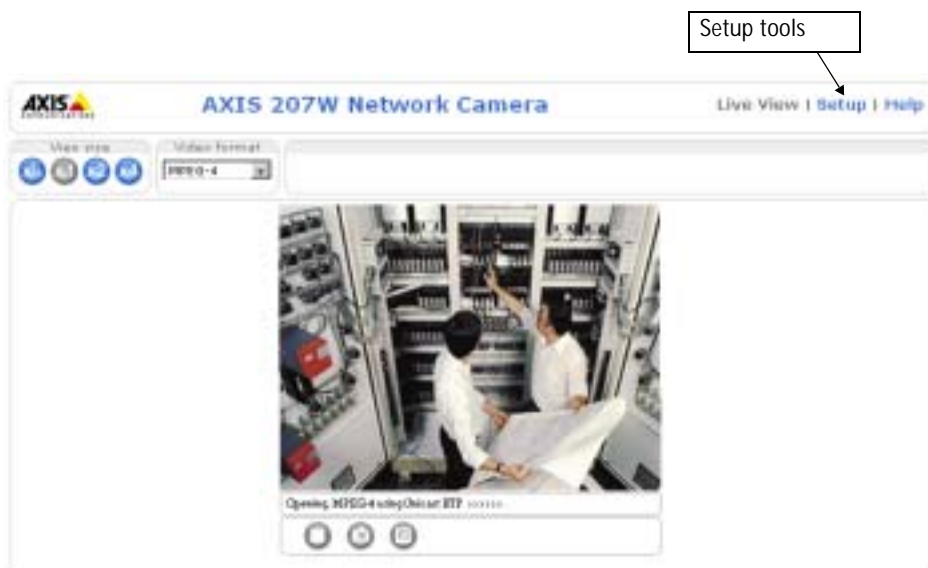 Setup tools
AXIS
COMMUNICATIONS
AXIS 207W Network Camera
Live View | Setup | Help
View size
Video format
MPEG-4
Opening, MPEG-4 using Unicast RTP